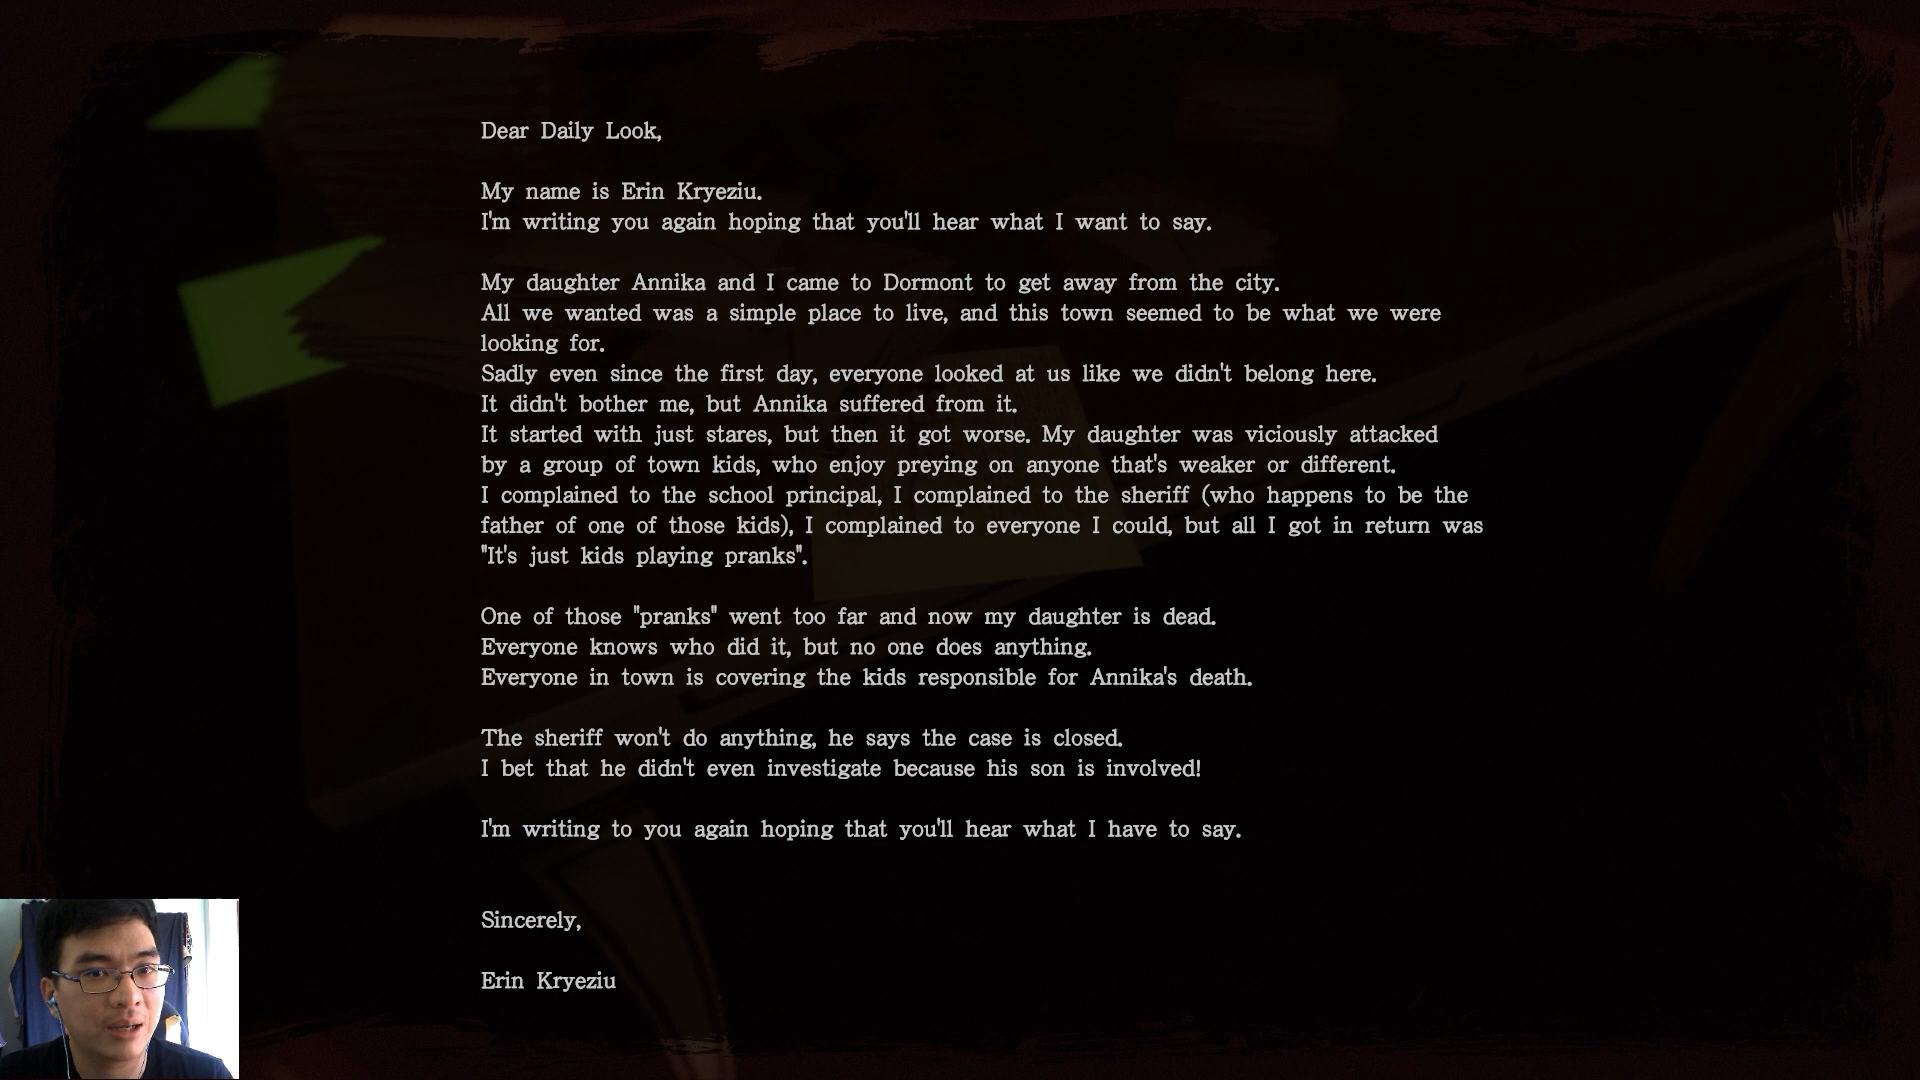 Dear Daily Look,
My name is Erin Kryeziu.
I'm writing you again hoping that you'll hear what I want to say.
My daughter Annika and I came to Dormont to get away from the city.
All we wanted was a simple place to live, and this town seemed to be what we were
looking for.
Sadly even since the first day, everyone looked at us like we didn't belong here.
It didn't bother me, but Annika suffered from it.
It started with just stares, but then it got worse. My daughter was viciously attacked
by a group of town kids, who enjoy preying on anyone that's weaker or different.
I complained to the school principal, I complained to the sheriff (who happens to be the
father of one of those kids), I complained to everyone I could, but all I got in return was
"It's just kids playing pranks".
One of those "pranks" went too far and now my daughter is dead.
Everyone knows who did it, but no one does anything.
Everyone in town is covering the kids responsible for Annika's death.
The sheriff won't do anything, he says the case is closed.
I bet that he didn't even investigate because his son is involved!
I'm writing to you again hoping that you'll hear what I have to say.
Sincerely,
Erin Kryeziu